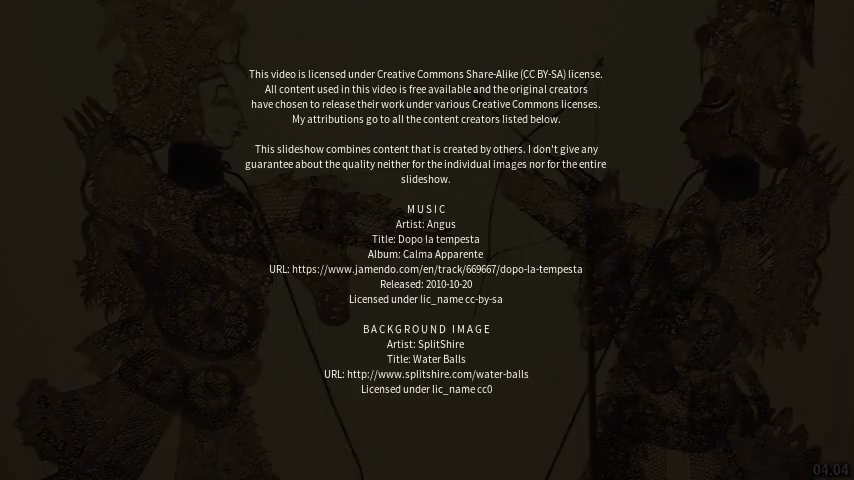 This video is licensed under Creative Commons Share-Alike (CC BY-SA) license.
All content used in this video is free available and the original creators
have chosen to release their work under various Creative Commons licenses.
My attributions go to all the content creators listed below.
This slideshow combines content that is created by others. I don't give any
guarantee about the quality neither for the individual images nor for the entire
slideshow.
MUSIC
Artist: Angus
Title: Dopo la tempesta
Album: Calma Apparente
URL: https://www.jamendo.com/en/track/669667/dopo-la-tempesta
Released: 2010-10-20
Licensed under lic_name cc-by-sa
BACKGROUND IMAGE
Artist: SplitShire
Title: Water Balls
URL: http://www.splitshire.com/water-balls
Licensed under lic_name cc0
04.04